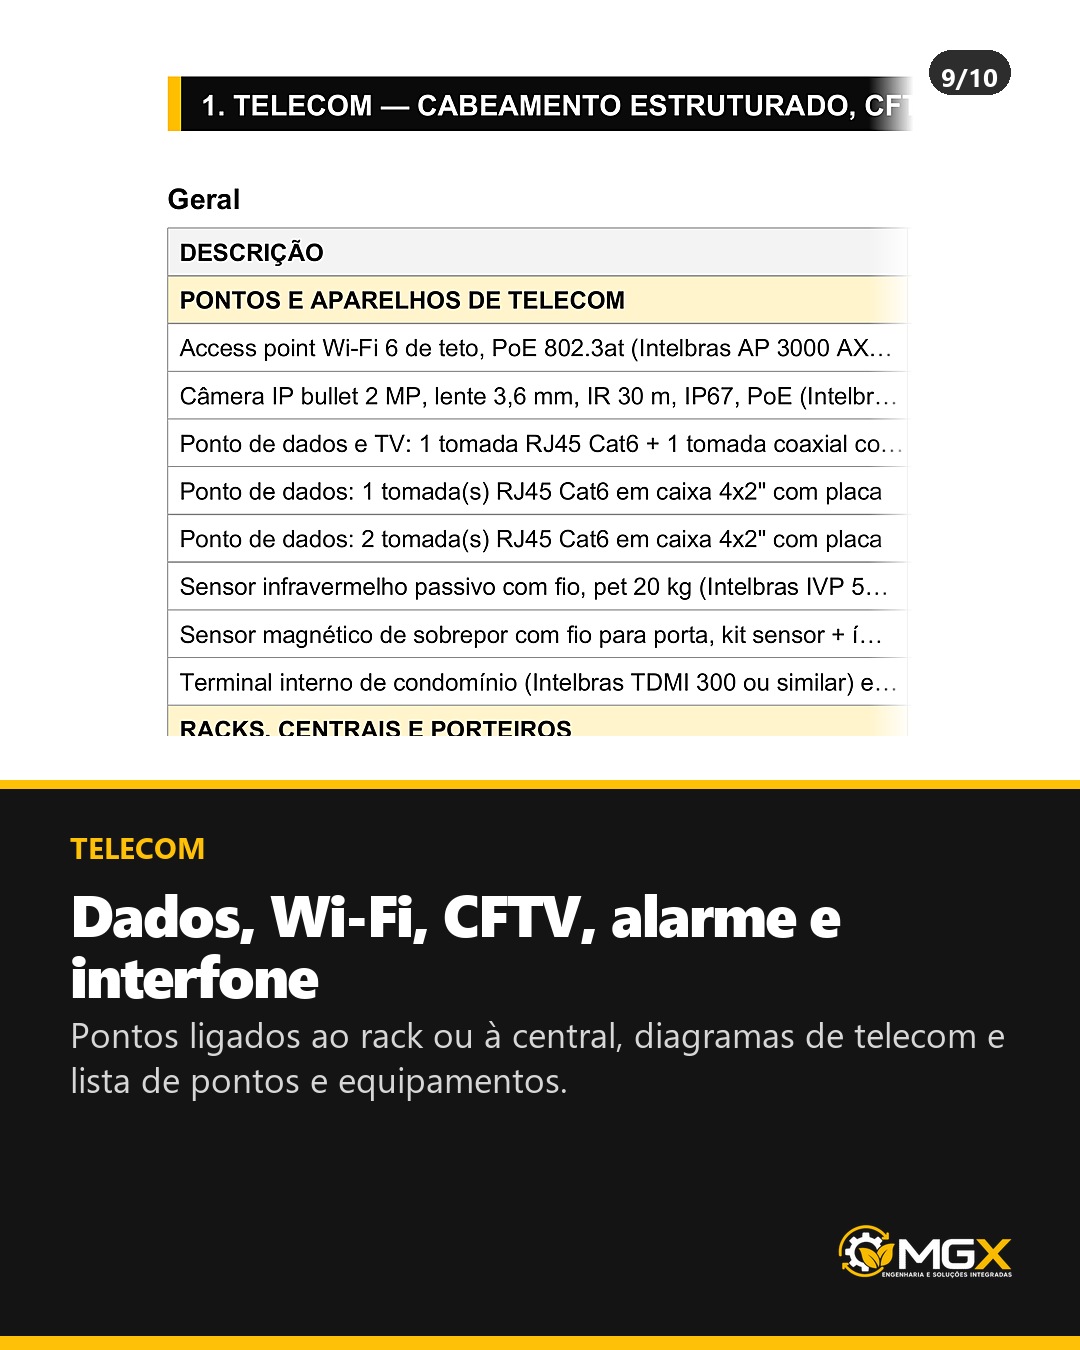 9/10
1. TELECOM — CABEAMENTO ESTRUTURADO, CFT
Geral
DESCRIÇÃO
PONTOS E APARELHOS DE TELECOM
Access point Wi-Fi 6 de teto, PoE 802.3at (Intelbras AP 3000 AX...
Câmera IP bullet 2 MP, lente 3,6 mm, IR 30 m, IP67, PoE (Intelbr...
Ponto de dados e TV: 1 tomada RJ45 Cat6 + 1 tomada coaxial co...
Ponto de dados: 1 tomada(s) RJ45 Cat6 em caixa 4x2" com placa
Ponto de dados: 2 tomada(s) RJ45 Cat6 em caixa 4x2" com placa
Sensor infravermelho passivo com fio, pet 20 kg (Intelbras IVP 5...
Sensor magnético de sobrepor com fio para porta, kit sensor + í...
Terminal interno de condomínio (Intelbras TDMI 300 ou similar) e...
RACKS, CENTRAIS E PORTEIROS
TELECOM
Dados, Wi-Fi, CFTV, alarme e
interfone
Pontos ligados ao rack ou à central, diagramas de telecom e
lista de pontos e equipamentos.
MGX
ENGENHARIA E SOLUÇÕES INTEGRADAS